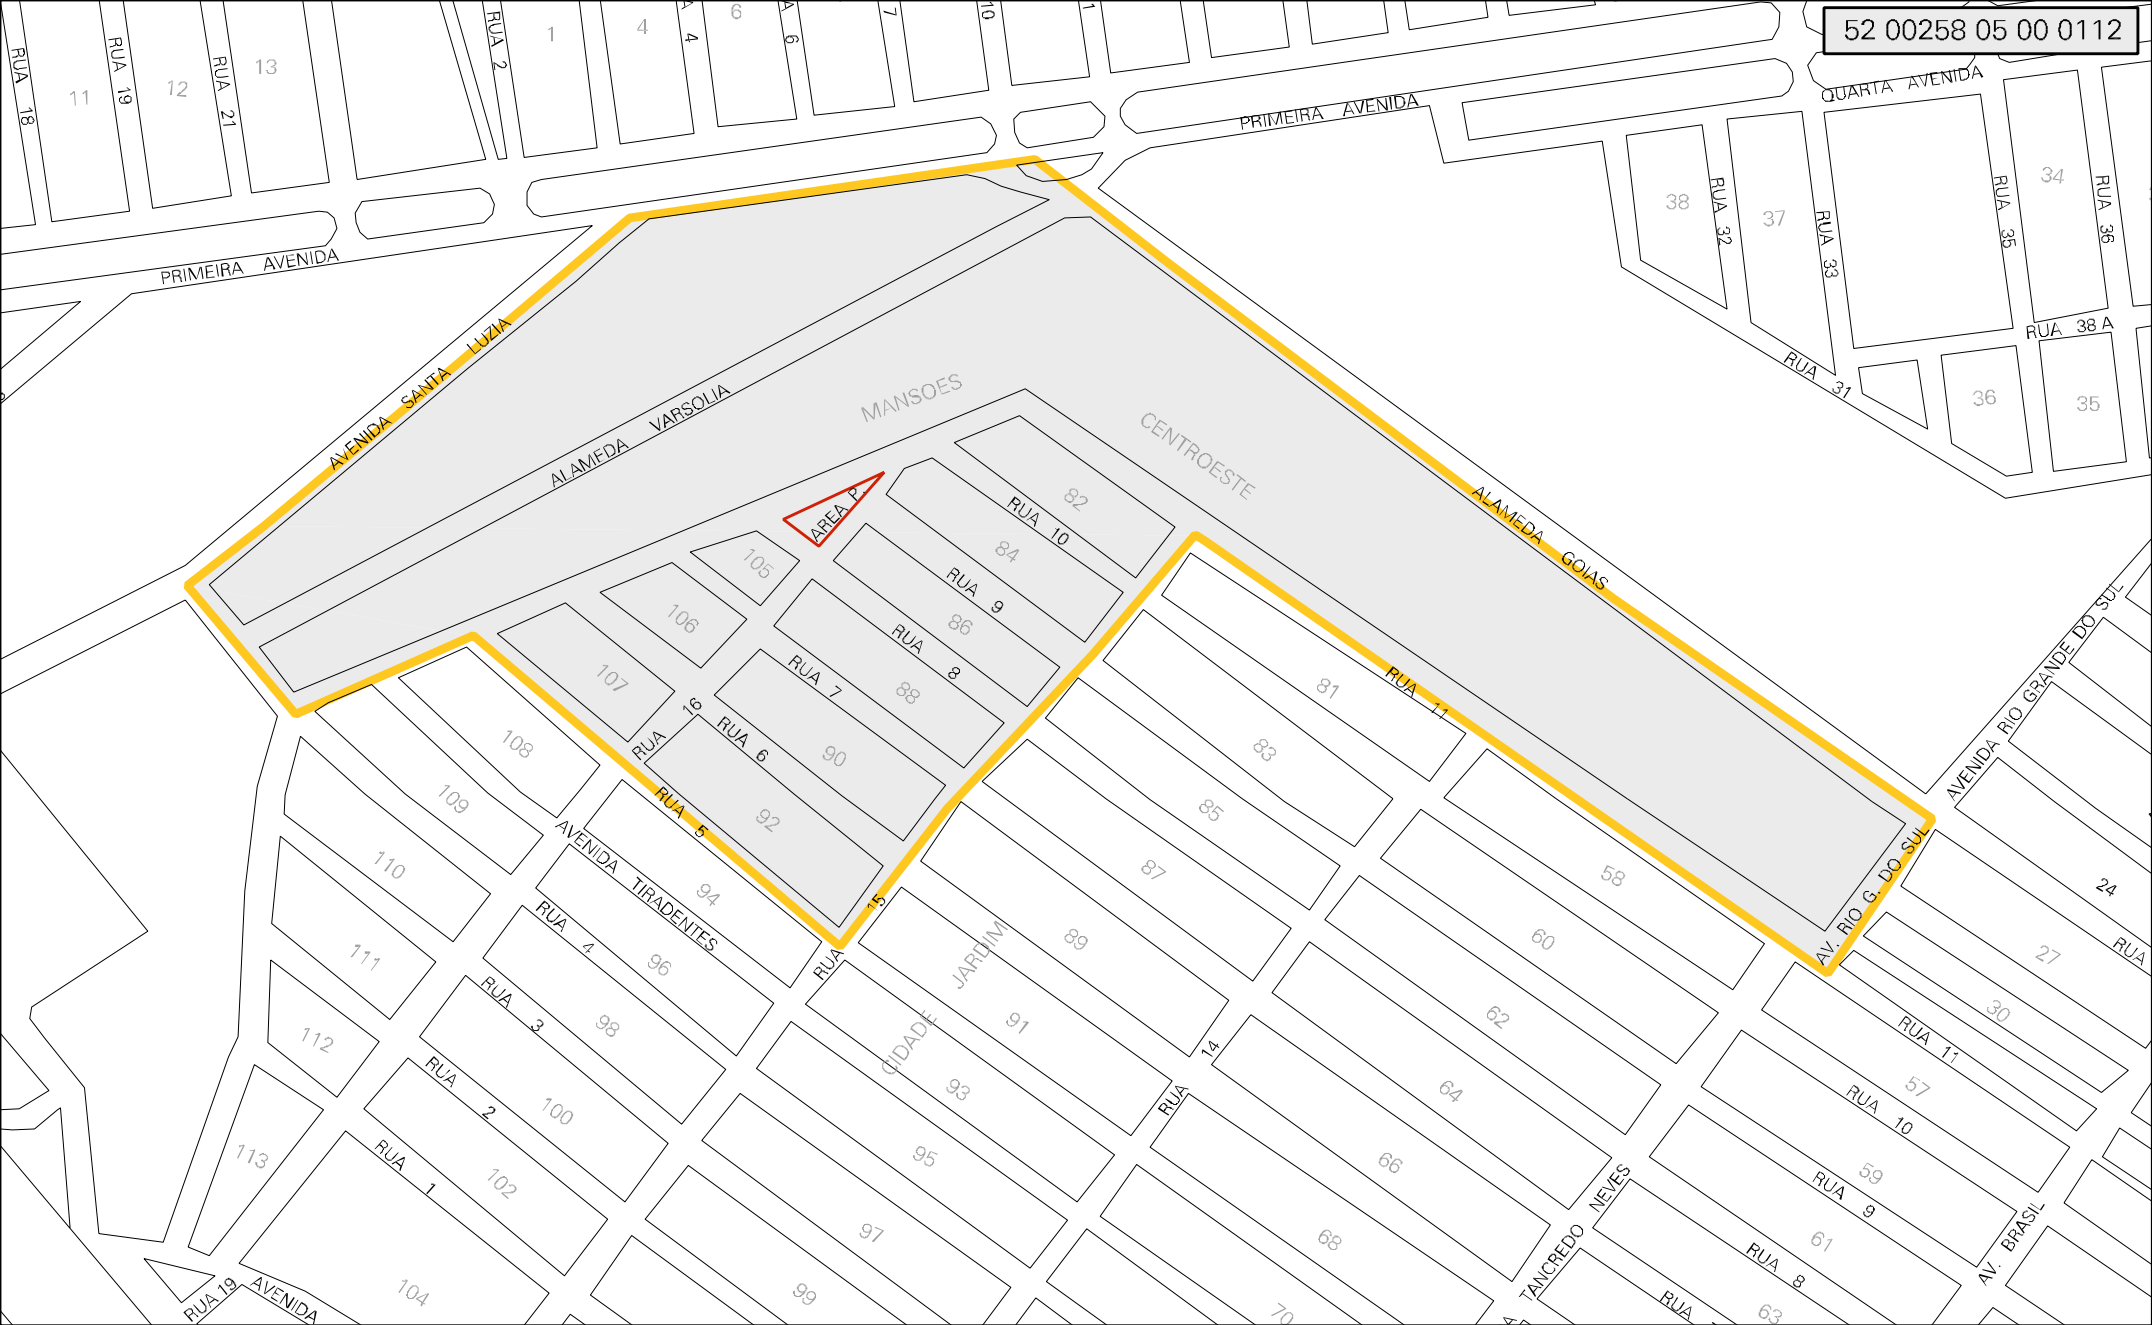 52 00258 05 00 0112
RUA 18
11
RUA 19
12
RUA 21
13
RUA 2
1
4
A 4
6
A 6
7
10
1
PRIMEIRA AVENIDA
QUARTA AVENIDA
38
RUA 32
37
RUA 33
RUA 35
34
RUA 36
PRIMEIRA AVENIDA
RUA 38 A
RUA 31
36
35
AVENIDA SANTA LUZIA
ALAMEDA VARSOLIA
MANSOES
CENTROESTE
ALAMEDA GOIAS
AREA P1
82
RUA 10
84
RUA 9
86
RUA 8
88
RUA 7
90
RUA 6
92
105
106
107
RUA 16
RUA 5
RUA 11
AVENIDA RIO GRANDE DO SUL
AV. RIO G. DO SUL
108
109
110
111
112
113
AVENIDA TIRADENTES
94
RUA 4
96
RUA 3
98
RUA 2
100
RUA 1
102
104
RUA 19
AVENIDA
RUA 15
81
83
85
87
89
91
93
95
97
99
CIDADE JARDIM
RUA 14
58
60
62
64
66
68
70
A TANCREDO NEVES
24
RUA
27
30
RUA 11
57
RUA 10
59
RUA 9
61
RUA 8
63
RUA
AV. BRASIL